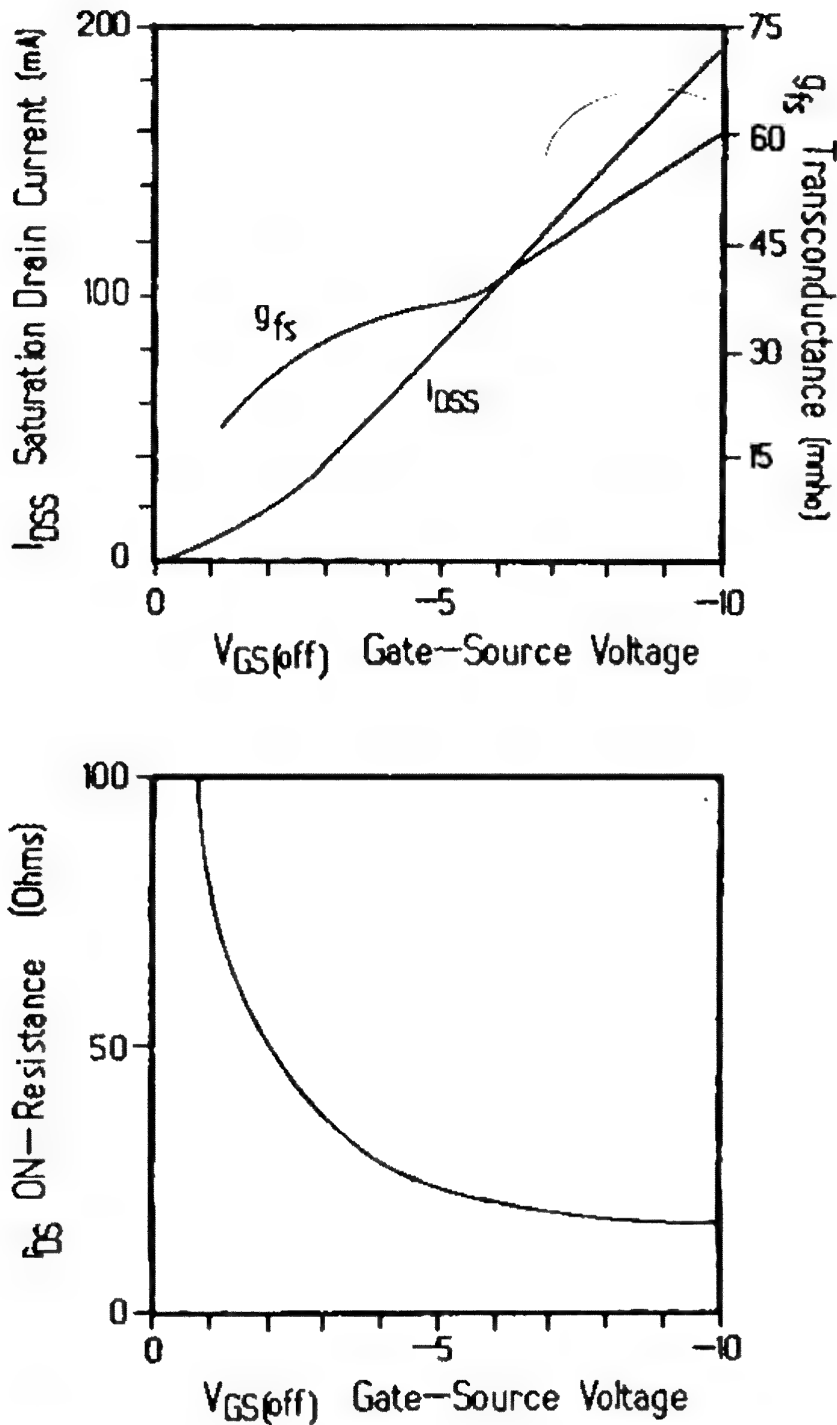 200
100
0
I_DSS Saturation Drain Current (mA)
75
60
45
30
15
g_fs Transconductance (mmho)
g_fs
I_DSS
0 -5 -10
V_GS(off) Gate-Source Voltage
100
50
0
r_DS ON-Resistance (Ohms)
0 -5 -10
V_GS(off) Gate-Source Voltage